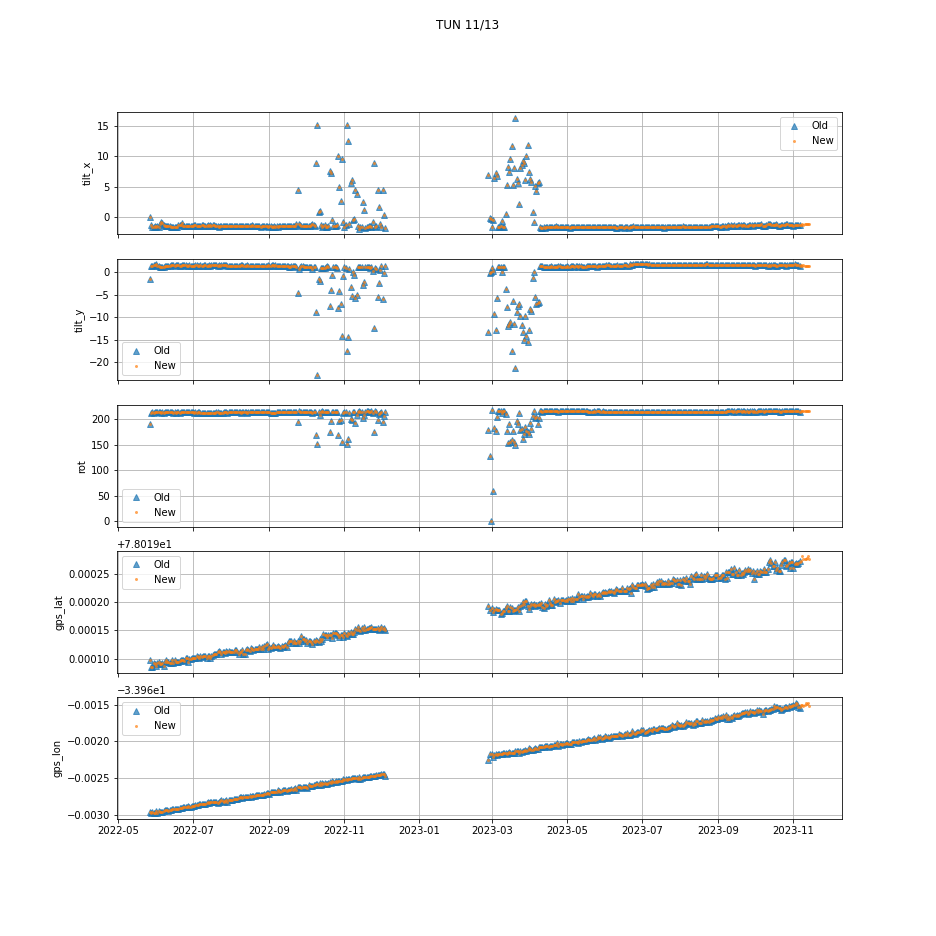 TUN 11/13
15
10
5
0
tilt_x
Old
New
0
−5
−10
−15
−20
tilt_y
Old
New
200
150
100
50
0
rot
Old
New
+7.8019e1
0.00025
0.00020
0.00015
0.00010
gps_lat
Old
New
−3.396e1
−0.0015
−0.0020
−0.0025
−0.0030
gps_lon
Old
New
2022-05 2022-07 2022-09 2022-11 2023-01 2023-03 2023-05 2023-07 2023-09 2023-11